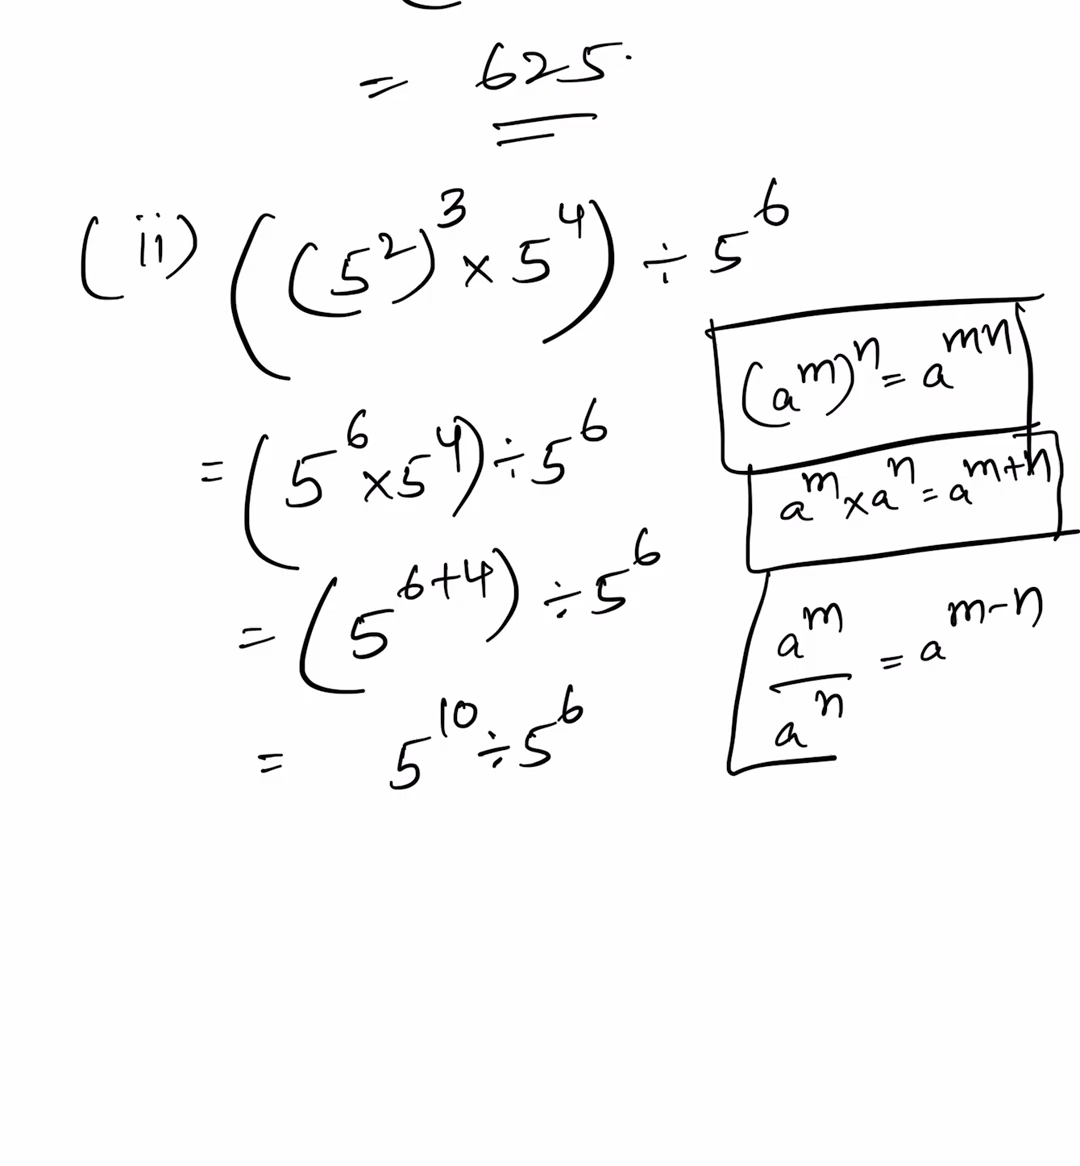 = 625.
(ii) ((5²)³ × 5⁴) ÷ 5⁶
(aᵐ)ⁿ = aᵐⁿ
= (5⁶ × 5⁴) ÷ 5⁶
aᵐ × aⁿ = aᵐ⁺ⁿ
= (5⁶⁺⁴) ÷ 5⁶
aᵐ/aⁿ = aᵐ⁻ⁿ
= 5¹⁰ ÷ 5⁶